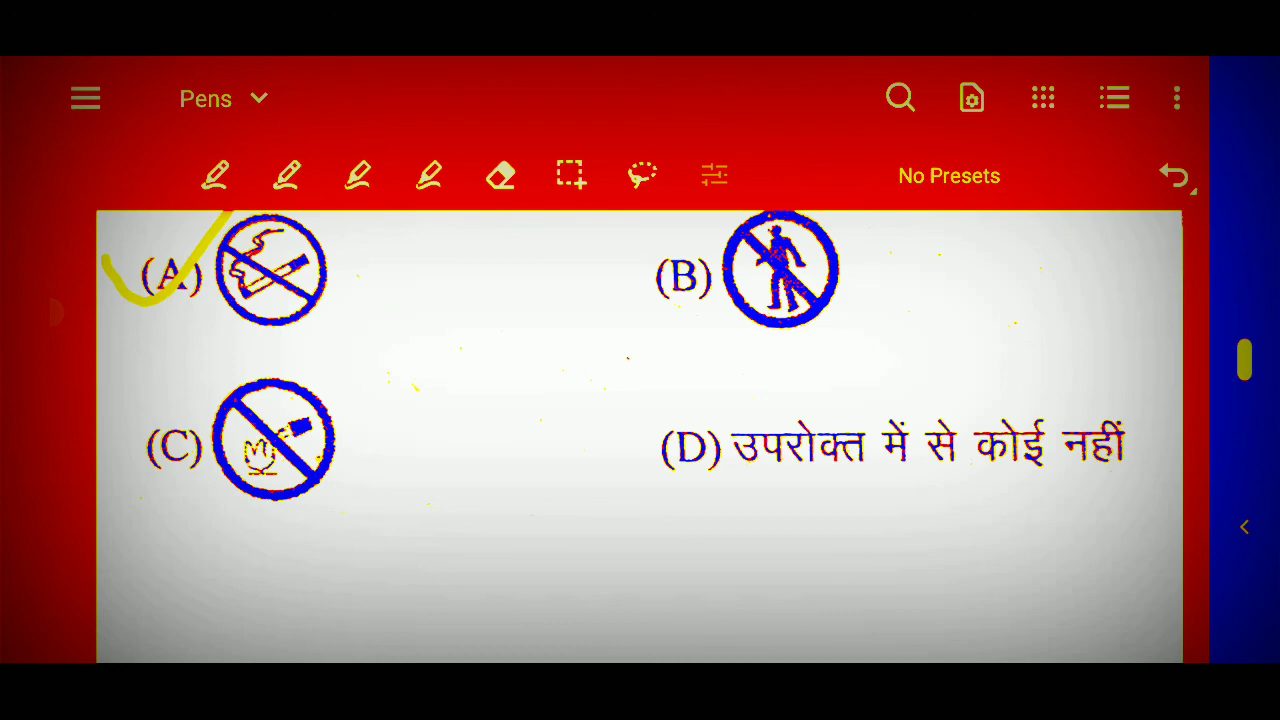 Pens
No Presets
(A)
(B)
(C)
(D) उपरोक्त में से कोई नहीं